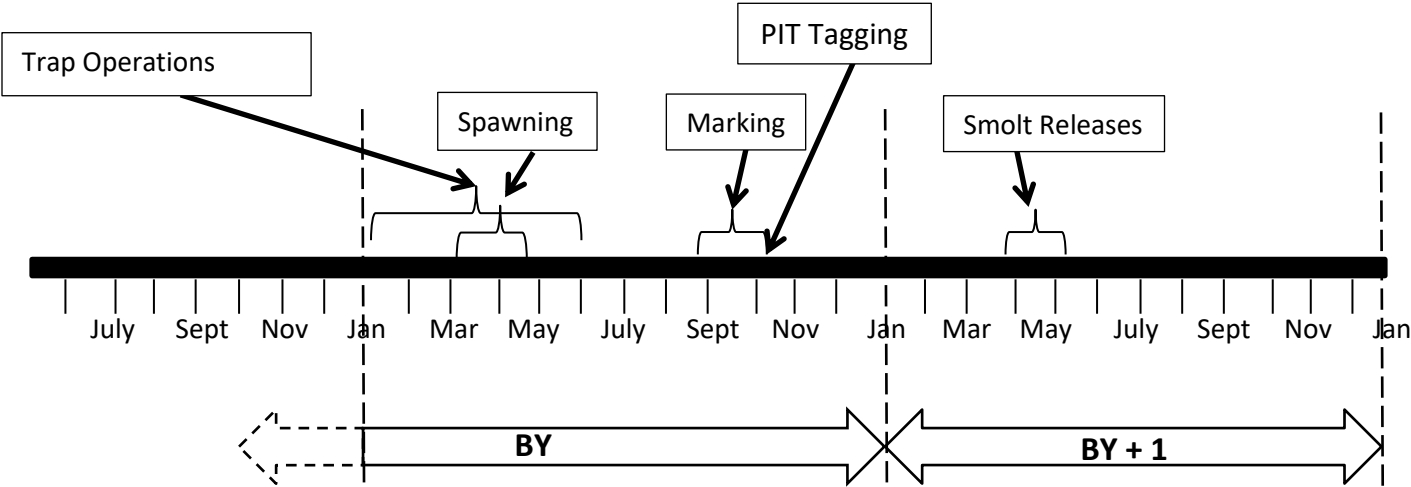 PIT Tagging
Trap Operations
Spawning
Marking
Smolt Releases
July Sept Nov Jan Mar May July Sept Nov Jan Mar May July Sept Nov Jan
BY
BY + 1